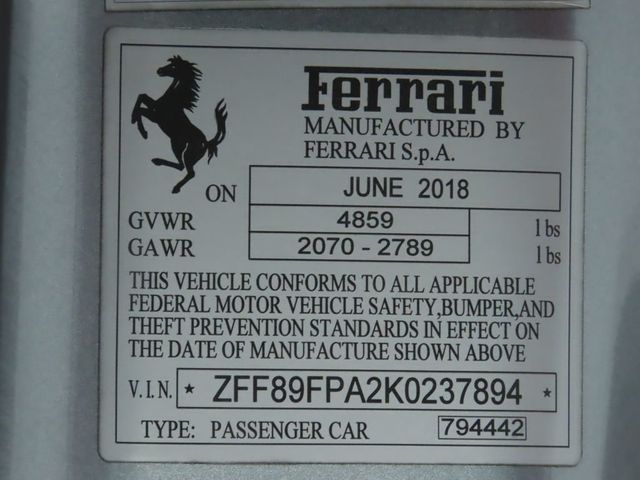 Ferrari
MANUFACTURED BY
FERRARI S.p.A.
ON JUNE 2018
GVWR 4859 lbs
GAWR 2070 - 2789 lbs
THIS VEHICLE CONFORMS TO ALL APPLICABLE
FEDERAL MOTOR VEHICLE SAFETY,BUMPER,AND
THEFT PREVENTION STANDARDS IN EFFECT ON
THE DATE OF MANUFACTURE SHOWN ABOVE
V.I.N. * ZFF89FPA2K0237894 *
TYPE: PASSENGER CAR 794442